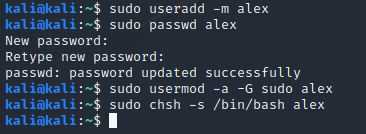 kali@kali:~$ sudo useradd -m alex
kali@kali:~$ sudo passwd alex
New password:
Retype new password:
passwd: password updated successfully
kali@kali:~$ sudo usermod -a -G sudo alex
kali@kali:~$ sudo chsh -s /bin/bash alex
kali@kali:~$